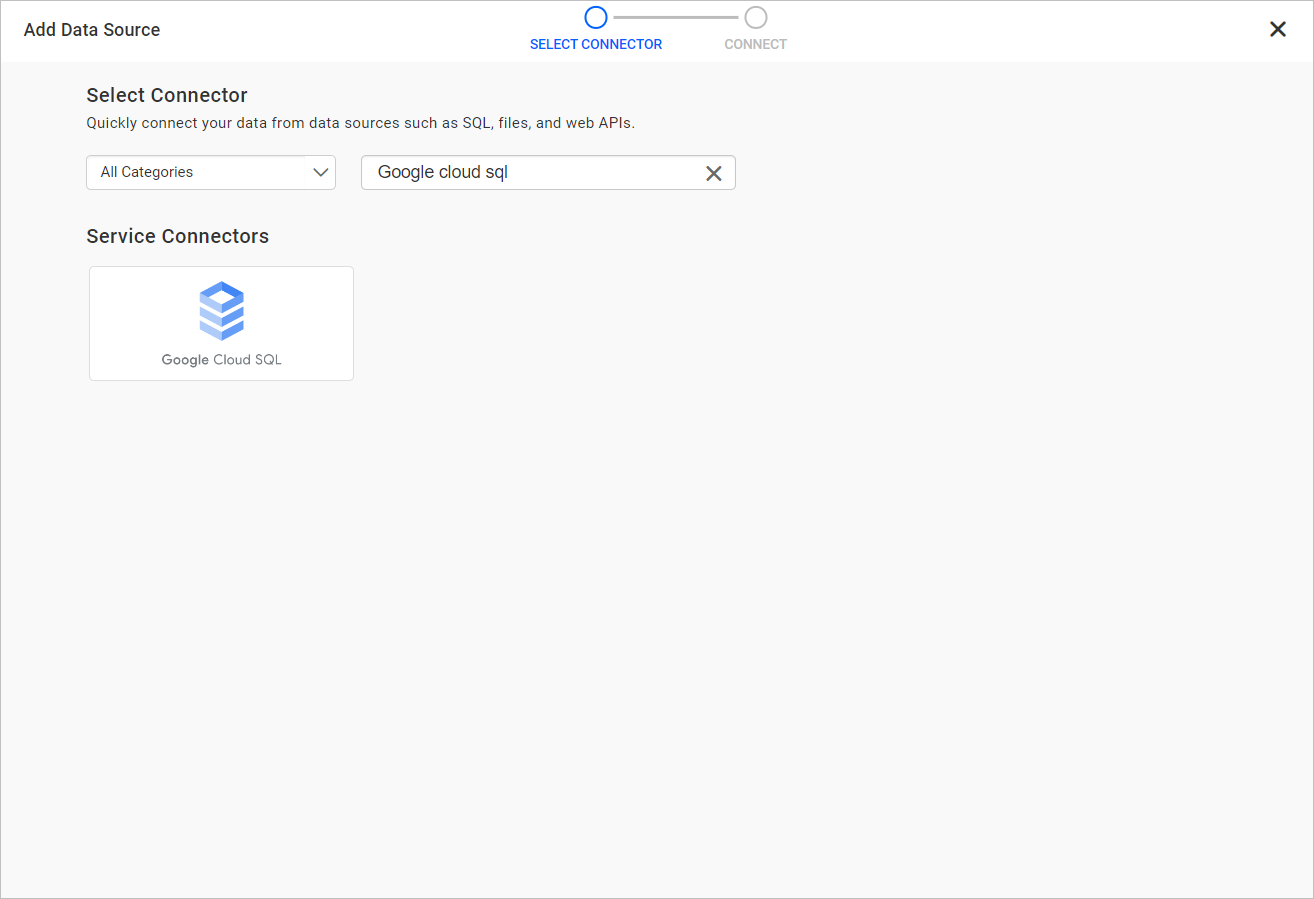 Add Data Source
SELECT CONNECTOR
CONNECT
Select Connector
Quickly connect your data from data sources such as SQL, files, and web APIs.
All Categories
Google cloud sql
Service Connectors
Google Cloud SQL